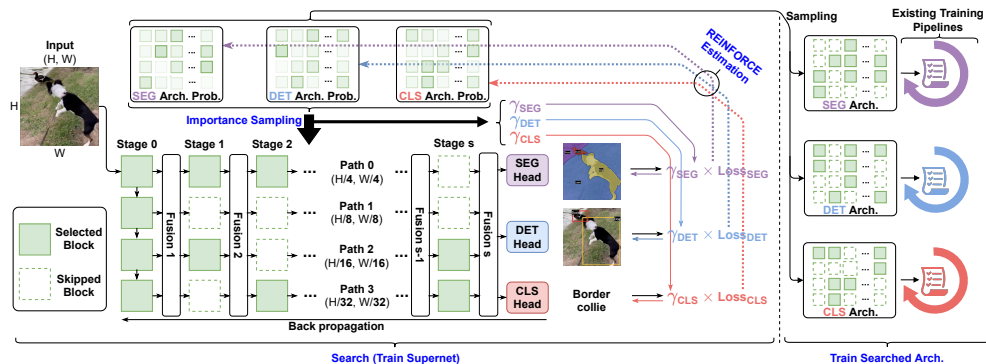 Input
(H, W)
H
W
SEG Arch. Prob.
DET Arch. Prob.
CLS Arch. Prob.
Importance Sampling
REINFORCE
Estimation
γSEG
γDET
γCLS
Stage 0
Stage 1
Stage 2
Stage s
Path 0
(H/4, W/4)
Path 1
(H/8, W/8)
Path 2
(H/16, W/16)
Path 3
(H/32, W/32)
Fusion 1
Fusion 2
Fusion s-1
Fusion s
SEG
Head
DET
Head
CLS
Head
Border
collie
γSEG × LossSEG
γDET × LossDET
γCLS × LossCLS
Selected
Block
Skipped
Block
Back propagation
Search (Train Supernet)
Sampling
Existing Training
Pipelines
SEG Arch.
DET Arch.
CLS Arch.
Train Searched Arch.